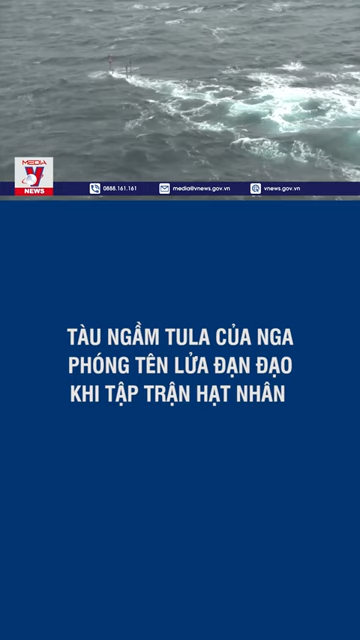 MEDIA
V
NEWS
0888.161.161
media@vnews.gov.vn
vnews.gov.vn
TÀU NGẦM TULA CỦA NGA
PHÓNG TÊN LỬA ĐẠN ĐẠO
KHI TẬP TRẬN HẠT NHÂN